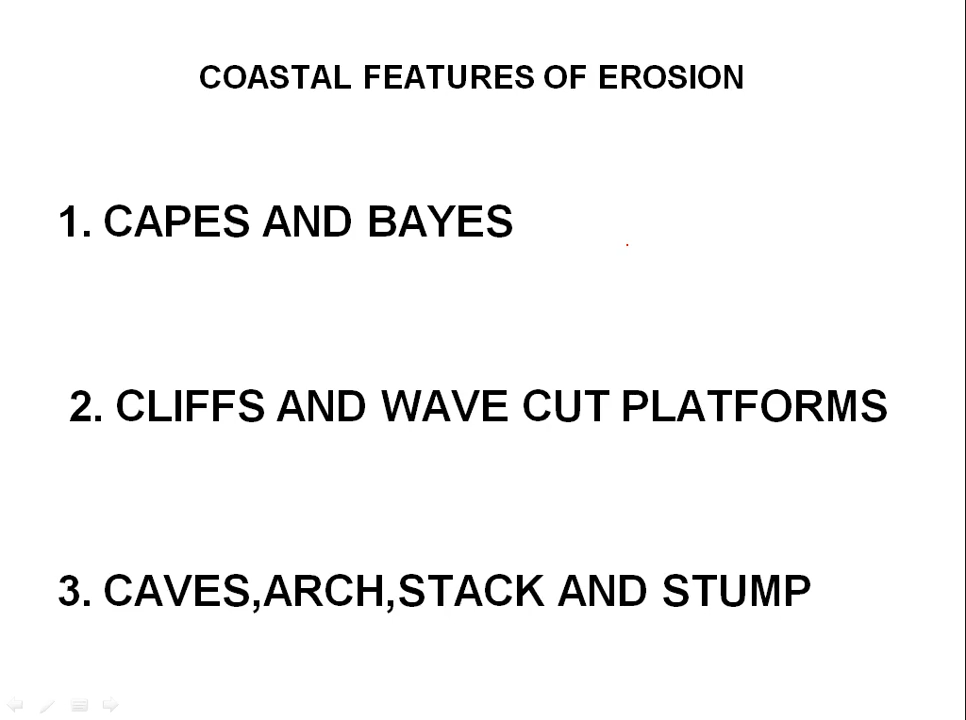 COASTAL FEATURES OF EROSION
1. CAPES AND BAYES
2. CLIFFS AND WAVE CUT PLATFORMS
3. CAVES,ARCH,STACK AND STUMP